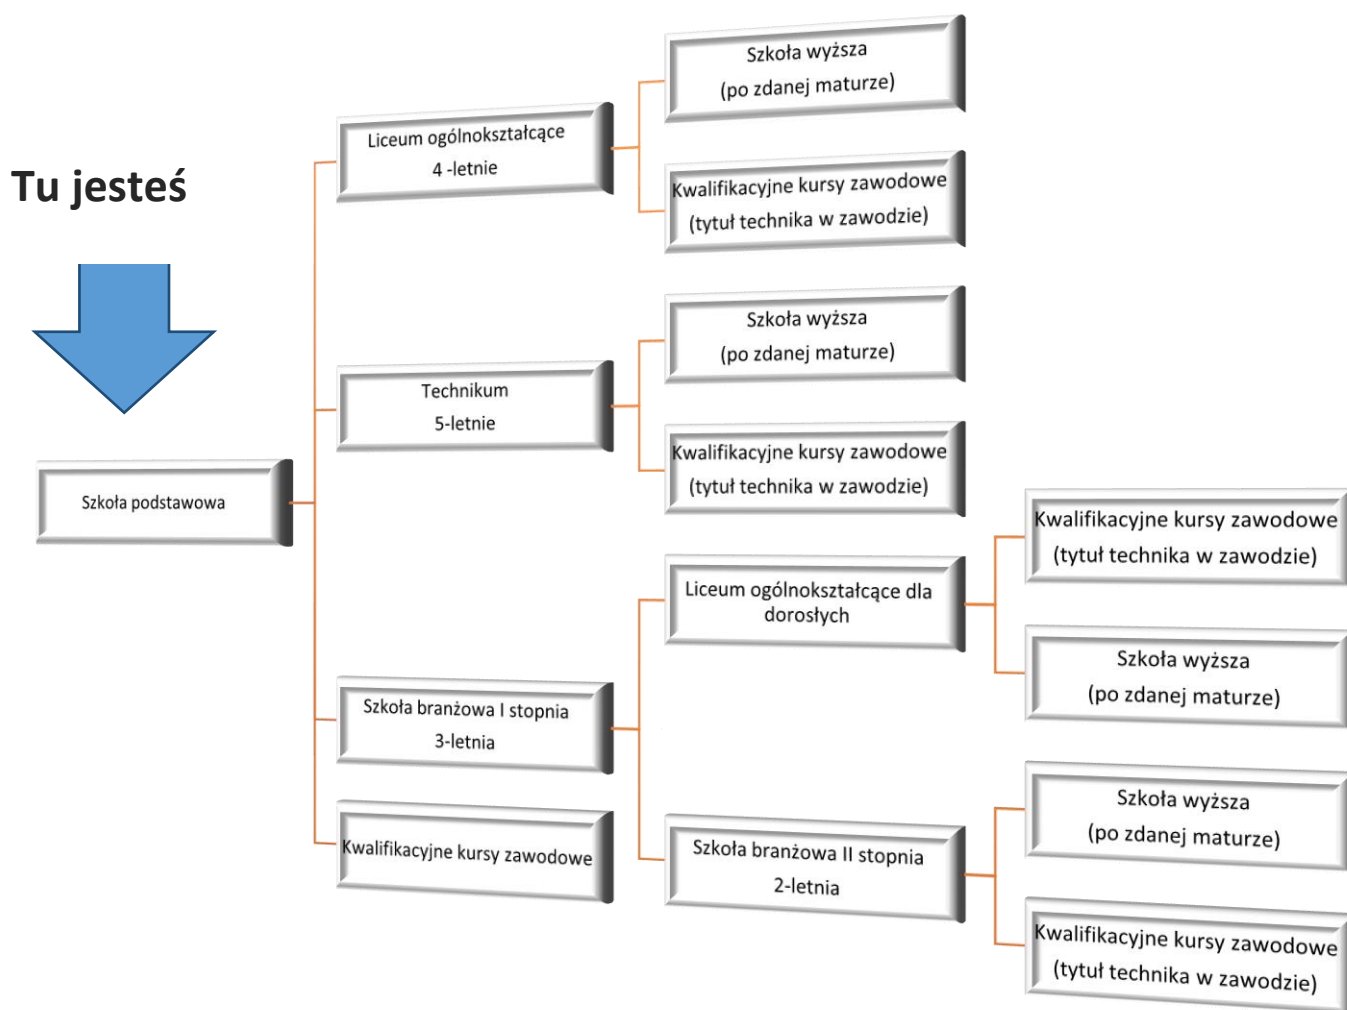 Tu jesteś
Szkoła podstawowa
Liceum ogólnokształcące
4 -letnie
Technikum
5-letnie
Szkoła branżowa I stopnia
3-letnia
Kwalifikacyjne kursy zawodowe
Szkoła wyższa
(po zdanej maturze)
Kwalifikacyjne kursy zawodowe
(tytuł technika w zawodzie)
Szkoła wyższa
(po zdanej maturze)
Kwalifikacyjne kursy zawodowe
(tytuł technika w zawodzie)
Liceum ogólnokształcące dla
dorosłych
Szkoła branżowa II stopnia
2-letnia
Kwalifikacyjne kursy zawodowe
(tytuł technika w zawodzie)
Szkoła wyższa
(po zdanej maturze)
Szkoła wyższa
(po zdanej maturze)
Kwalifikacyjne kursy zawodowe
(tytuł technika w zawodzie)